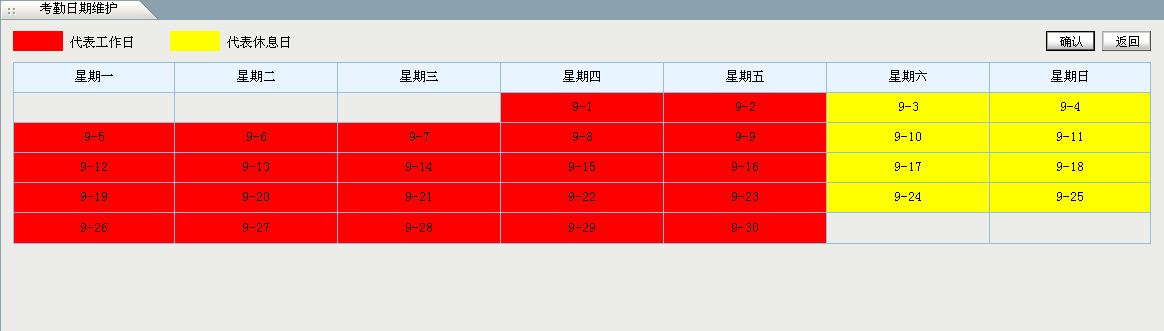 考勤日期维护
代表工作日 代表休息日 确认 返回
星期一 星期二 星期三 星期四 星期五 星期六 星期日
9-1 9-2 9-3 9-4
9-5 9-6 9-7 9-8 9-9 9-10 9-11
9-12 9-13 9-14 9-15 9-16 9-17 9-18
9-19 9-20 9-21 9-22 9-23 9-24 9-25
9-26 9-27 9-28 9-29 9-30